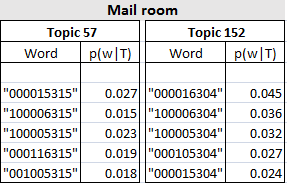 Mail room
Topic 57 Topic 152
Word p(w|T) Word p(w|T)
"000015315" 0.027 "000016304" 0.045
"100006315" 0.015 "100006304" 0.036
"100005315" 0.023 "100005304" 0.032
"000116315" 0.019 "000105304" 0.027
"001005315" 0.018 "000015304" 0.024